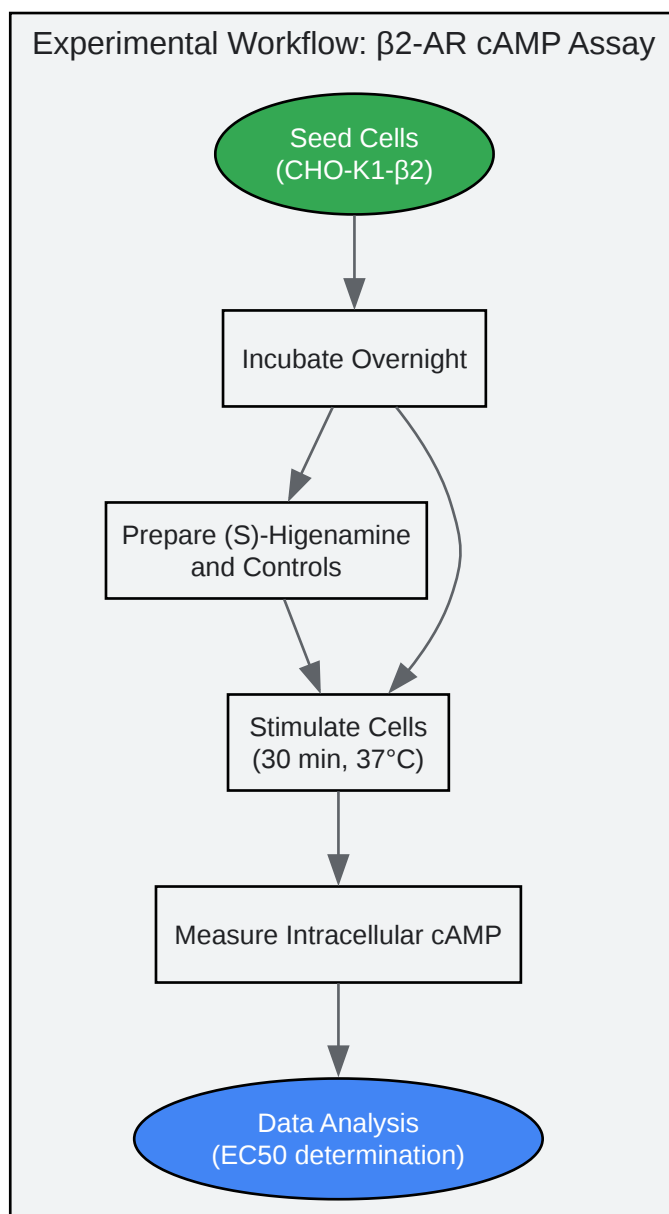 Experimental Workflow: β2-AR cAMP Assay
Seed Cells
(CHO-K1-β2)
Incubate Overnight
Prepare (S)-Higenamine
and Controls
Stimulate Cells
(30 min, 37°C)
Measure Intracellular cAMP
Data Analysis
(EC50 determination)